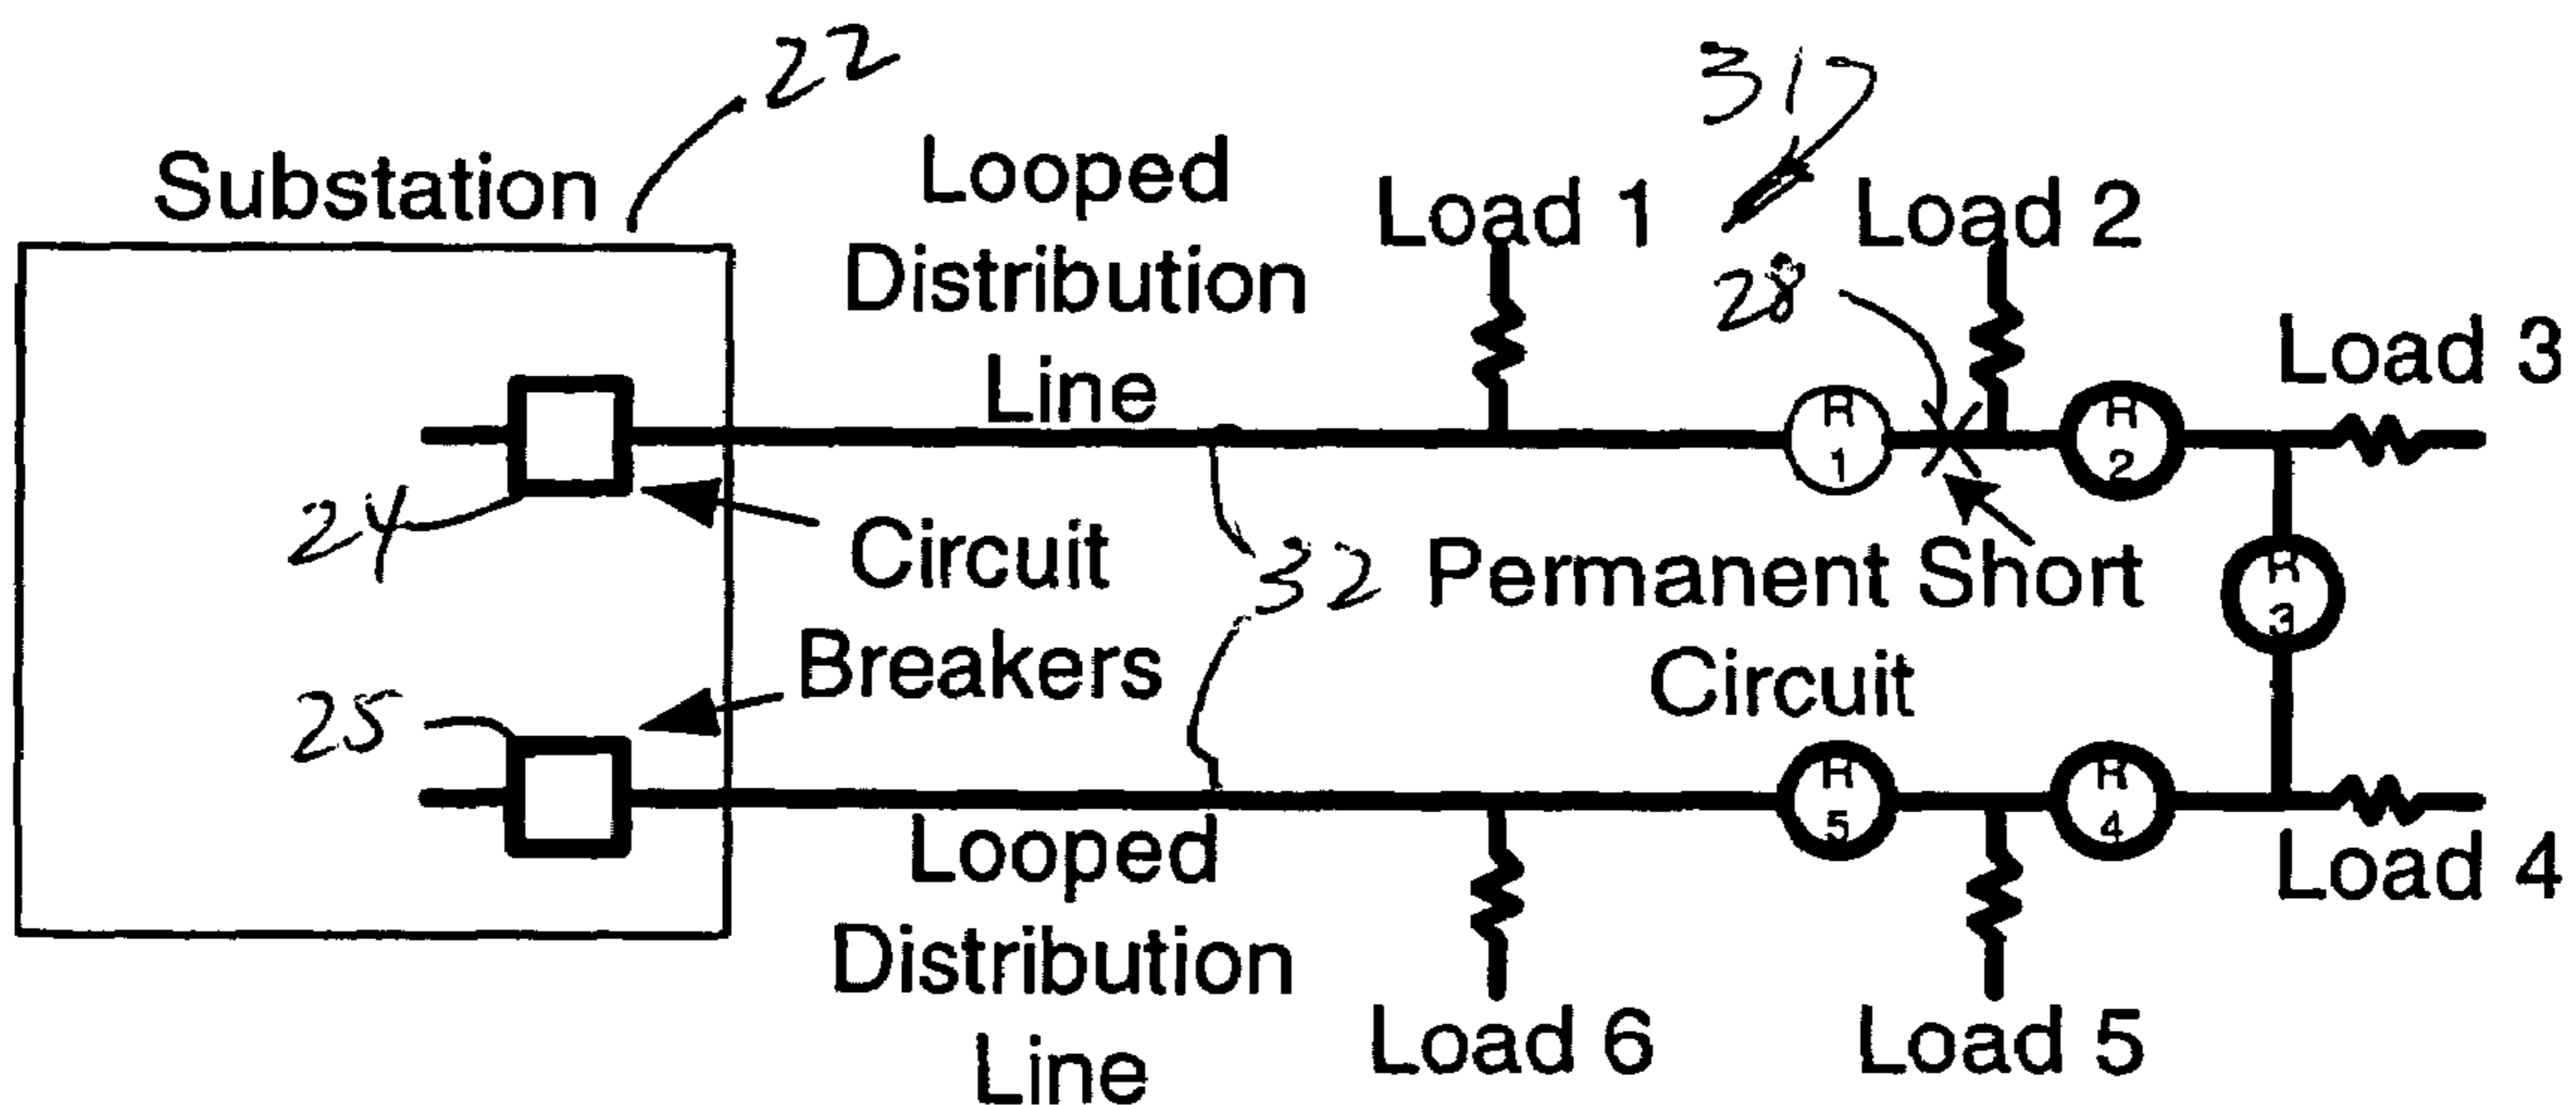 22
31
Substation
Looped
Distribution
Line
Load 1
Load 2
28
Load 3
R
1
R
2
24
Circuit
Breakers
32
Permanent Short
Circuit
R
3
25
R
5
R
4
Looped
Distribution
Line
Load 4
Load 6
Load 5